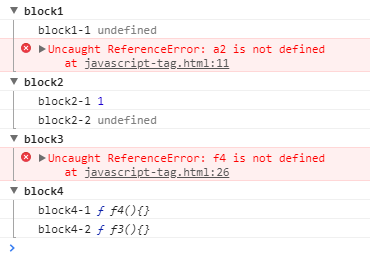 ▼ block1
block1-1 undefined
▶Uncaught ReferenceError: a2 is not defined
at javascript-tag.html:11
▼ block2
block2-1 1
block2-2 undefined
▼ block3
▶Uncaught ReferenceError: f4 is not defined
at javascript-tag.html:26
▼ block4
block4-1 ƒ f4(){}
block4-2 ƒ f3(){}
>